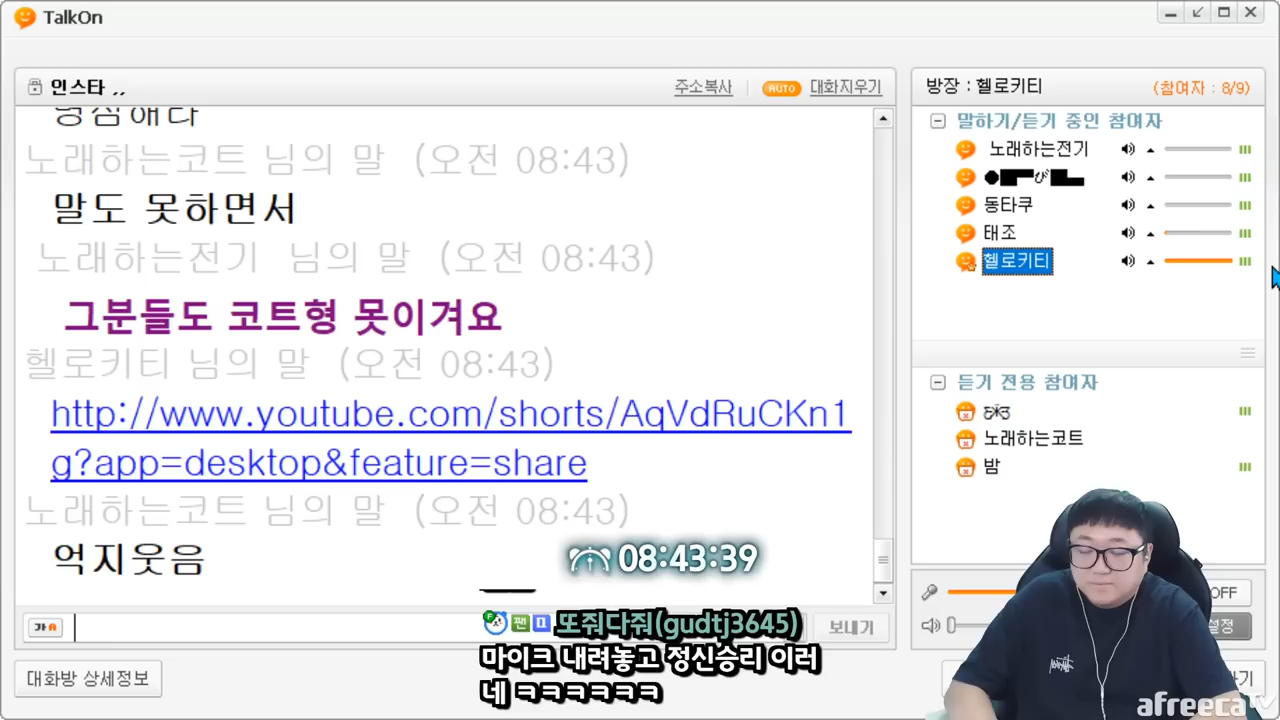 TalkOn
인스타 ,,
주소복사
AUTO
대화지우기
명심해라
노래하는코트 님의 말 (오전 08:43)
말도 못하면서
노래하는전기 님의 말 (오전 08:43)
그분들도 코트형 못이겨요
헬로키티 님의 말 (오전 08:43)
http://www.youtube.com/shorts/AqVdRuCKn1
g?app=desktop&feature=share
노래하는코트 님의 말 (오전 08:43)
억지웃음
08:43:39
가A
보내기
대화방 상세정보
팬 또줘다줘(gudtj3645)
마이크 내려놓고 정신승리 이러
네 ㅋㅋㅋㅋㅋㅋ
방장 : 헬로키티
(참여자 : 8/9)
말하기/듣기 중인 참여자
노래하는전기
동타쿠
태조
헬로키티
듣기 전용 참여자
노래하는코트
밤
OFF
설정
afreecaTV